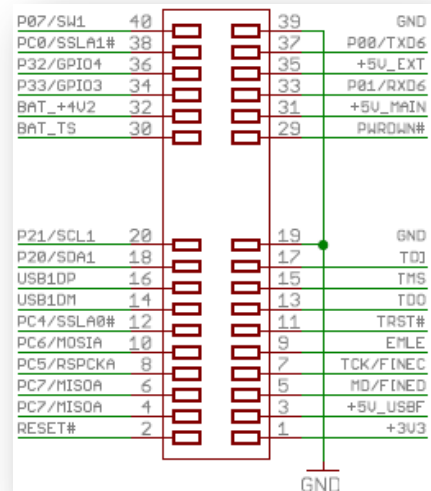 P07/SW1 40 39 GND
PC0/SSLA1# 38 37 P00/TXD6
P32/GPIO4 36 35 +5V_EXT
P33/GPIO3 34 33 P01/RXD6
BAT_+4V2 32 31 +5V_MAIN
BAT_TS 30 29 PWRDWN#
P21/SCL1 20 19 GND
P20/SDA1 18 17 TDI
USB1DP 16 15 TMS
USB1DM 14 13 TDO
PC4/SSLA0# 12 11 TRST#
PC6/MOSIA 10 9 EMLE
PC5/RSPCKA 8 7 TCK/FINEC
PC7/MISOA 6 5 MD/FINED
PC7/MISOA 4 3 +5V_USBF
RESET# 2 1 +3V3
GND